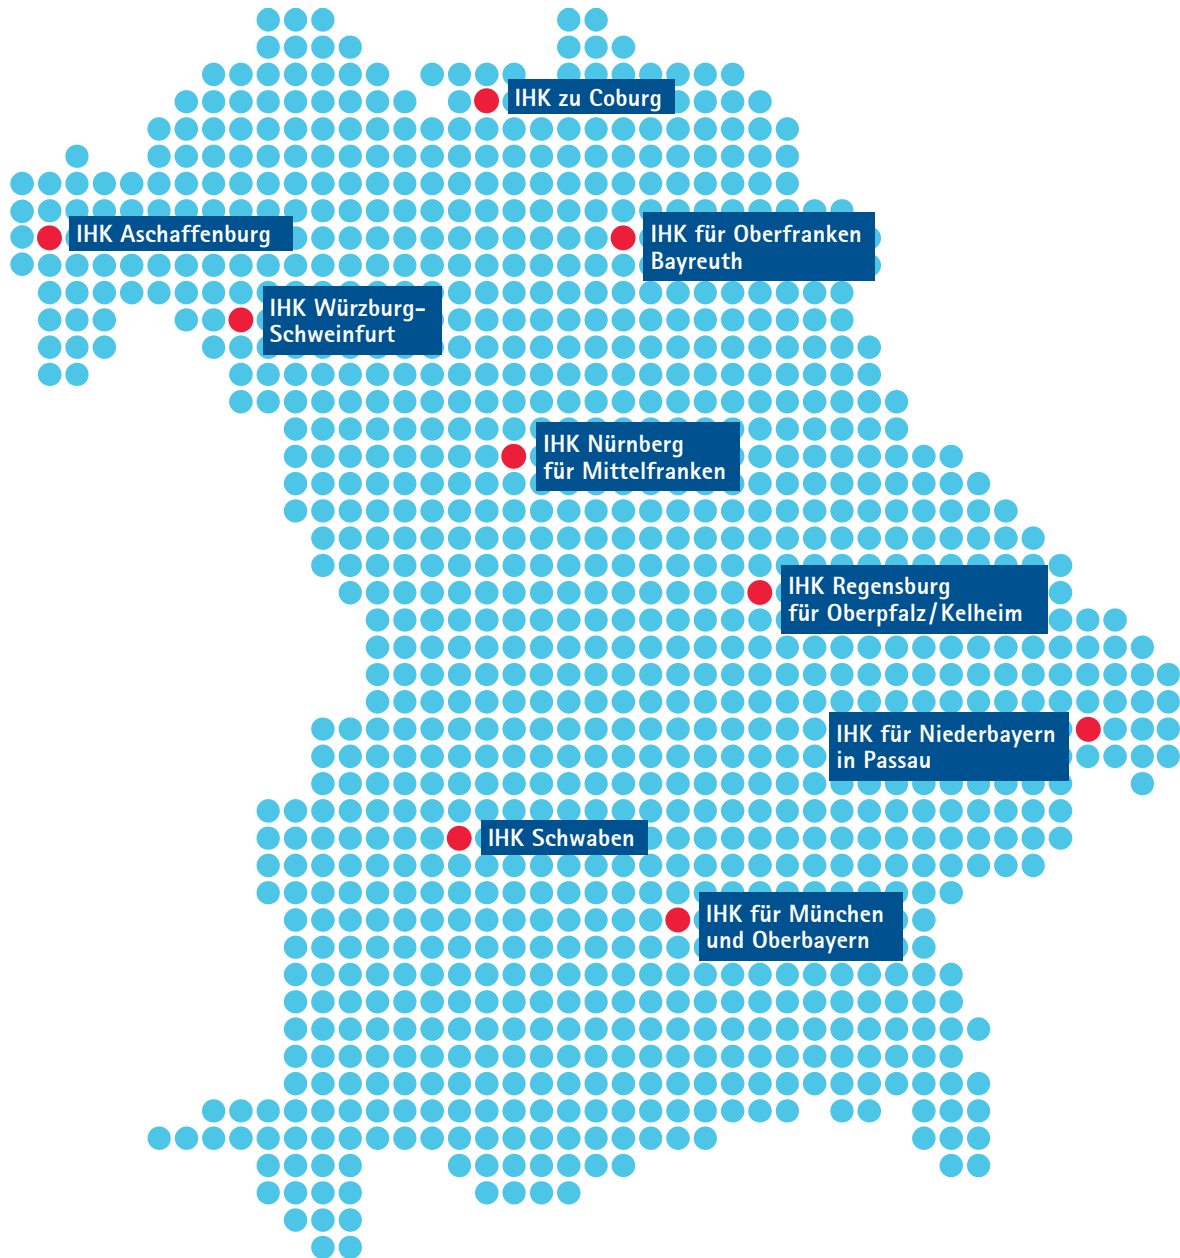 IHK zu Coburg
IHK Aschaffenburg
IHK für Oberfranken
Bayreuth
IHK Würzburg-
Schweinfurt
IHK Nürnberg
für Mittelfranken
IHK Regensburg
für Oberpfalz/Kelheim
IHK für Niederbayern
in Passau
IHK Schwaben
IHK für München
und Oberbayern